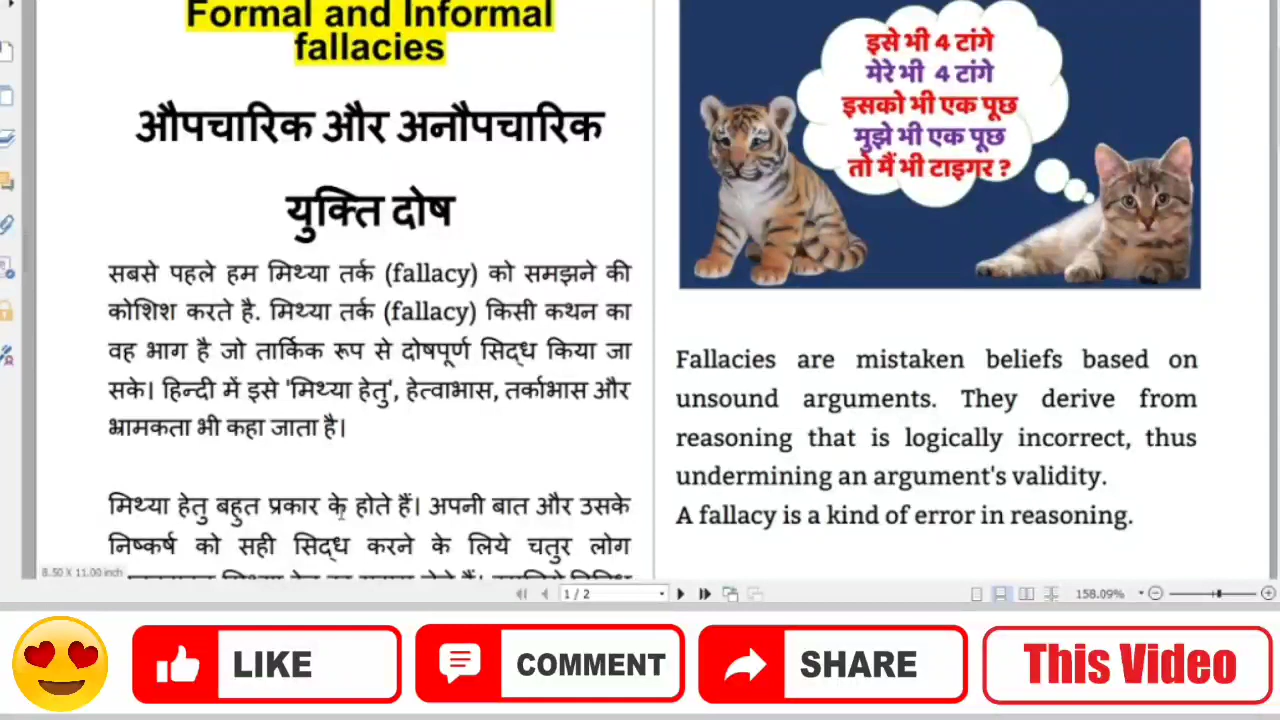 Formal and Informal
fallacies
औपचारिक और अनौपचारिक
युक्ति दोष
सबसे पहले हम मिथ्या तर्क (fallacy) को समझने की
कोशिश करते है. मिथ्या तर्क (fallacy) किसी कथन का
वह भाग है जो तार्किक रूप से दोषपूर्ण सिद्ध किया जा
सके। हिन्दी में इसे 'मिथ्या हेतु', हेत्वाभास, तर्काभास और
भ्रामकता भी कहा जाता है।
मिथ्या हेतु बहुत प्रकार के होते हैं। अपनी बात और उसके
निष्कर्ष को सही सिद्ध करने के लिये चतुर लोग
इसे भी 4 टांगे
मेरे भी 4 टांगे
इसको भी एक पूछ
मुझे भी एक पूछ
तो मैं भी टाइगर ?
Fallacies are mistaken beliefs based on
unsound arguments. They derive from
reasoning that is logically incorrect, thus
undermining an argument's validity.
A fallacy is a kind of error in reasoning.
8.50 X 11.00 inch
1 / 2
158.09%
LIKE
COMMENT
SHARE
This Video